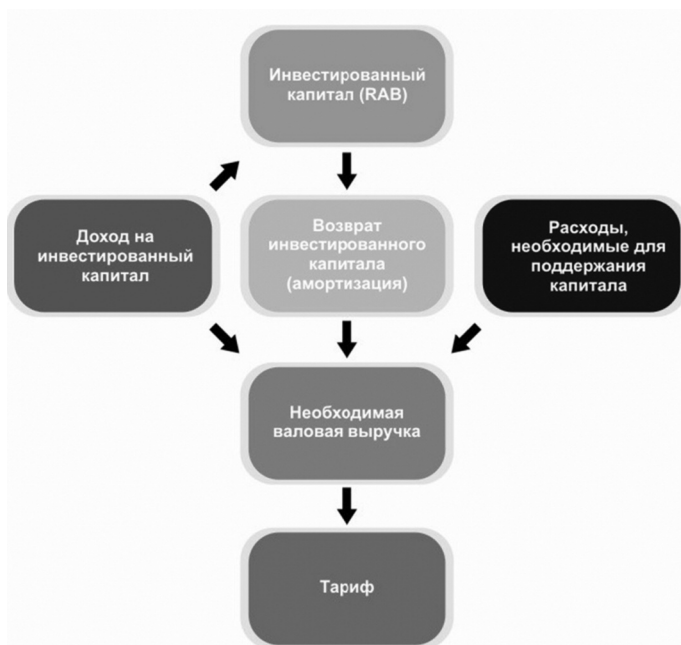 Инвестированный
капитал (RAB)
Доход на
инвестированный
капитал
Возврат
инвестированного
капитала
(амортизация)
Расходы,
необходимые для
поддержания
капитала
Необходимая
валовая выручка
Тариф